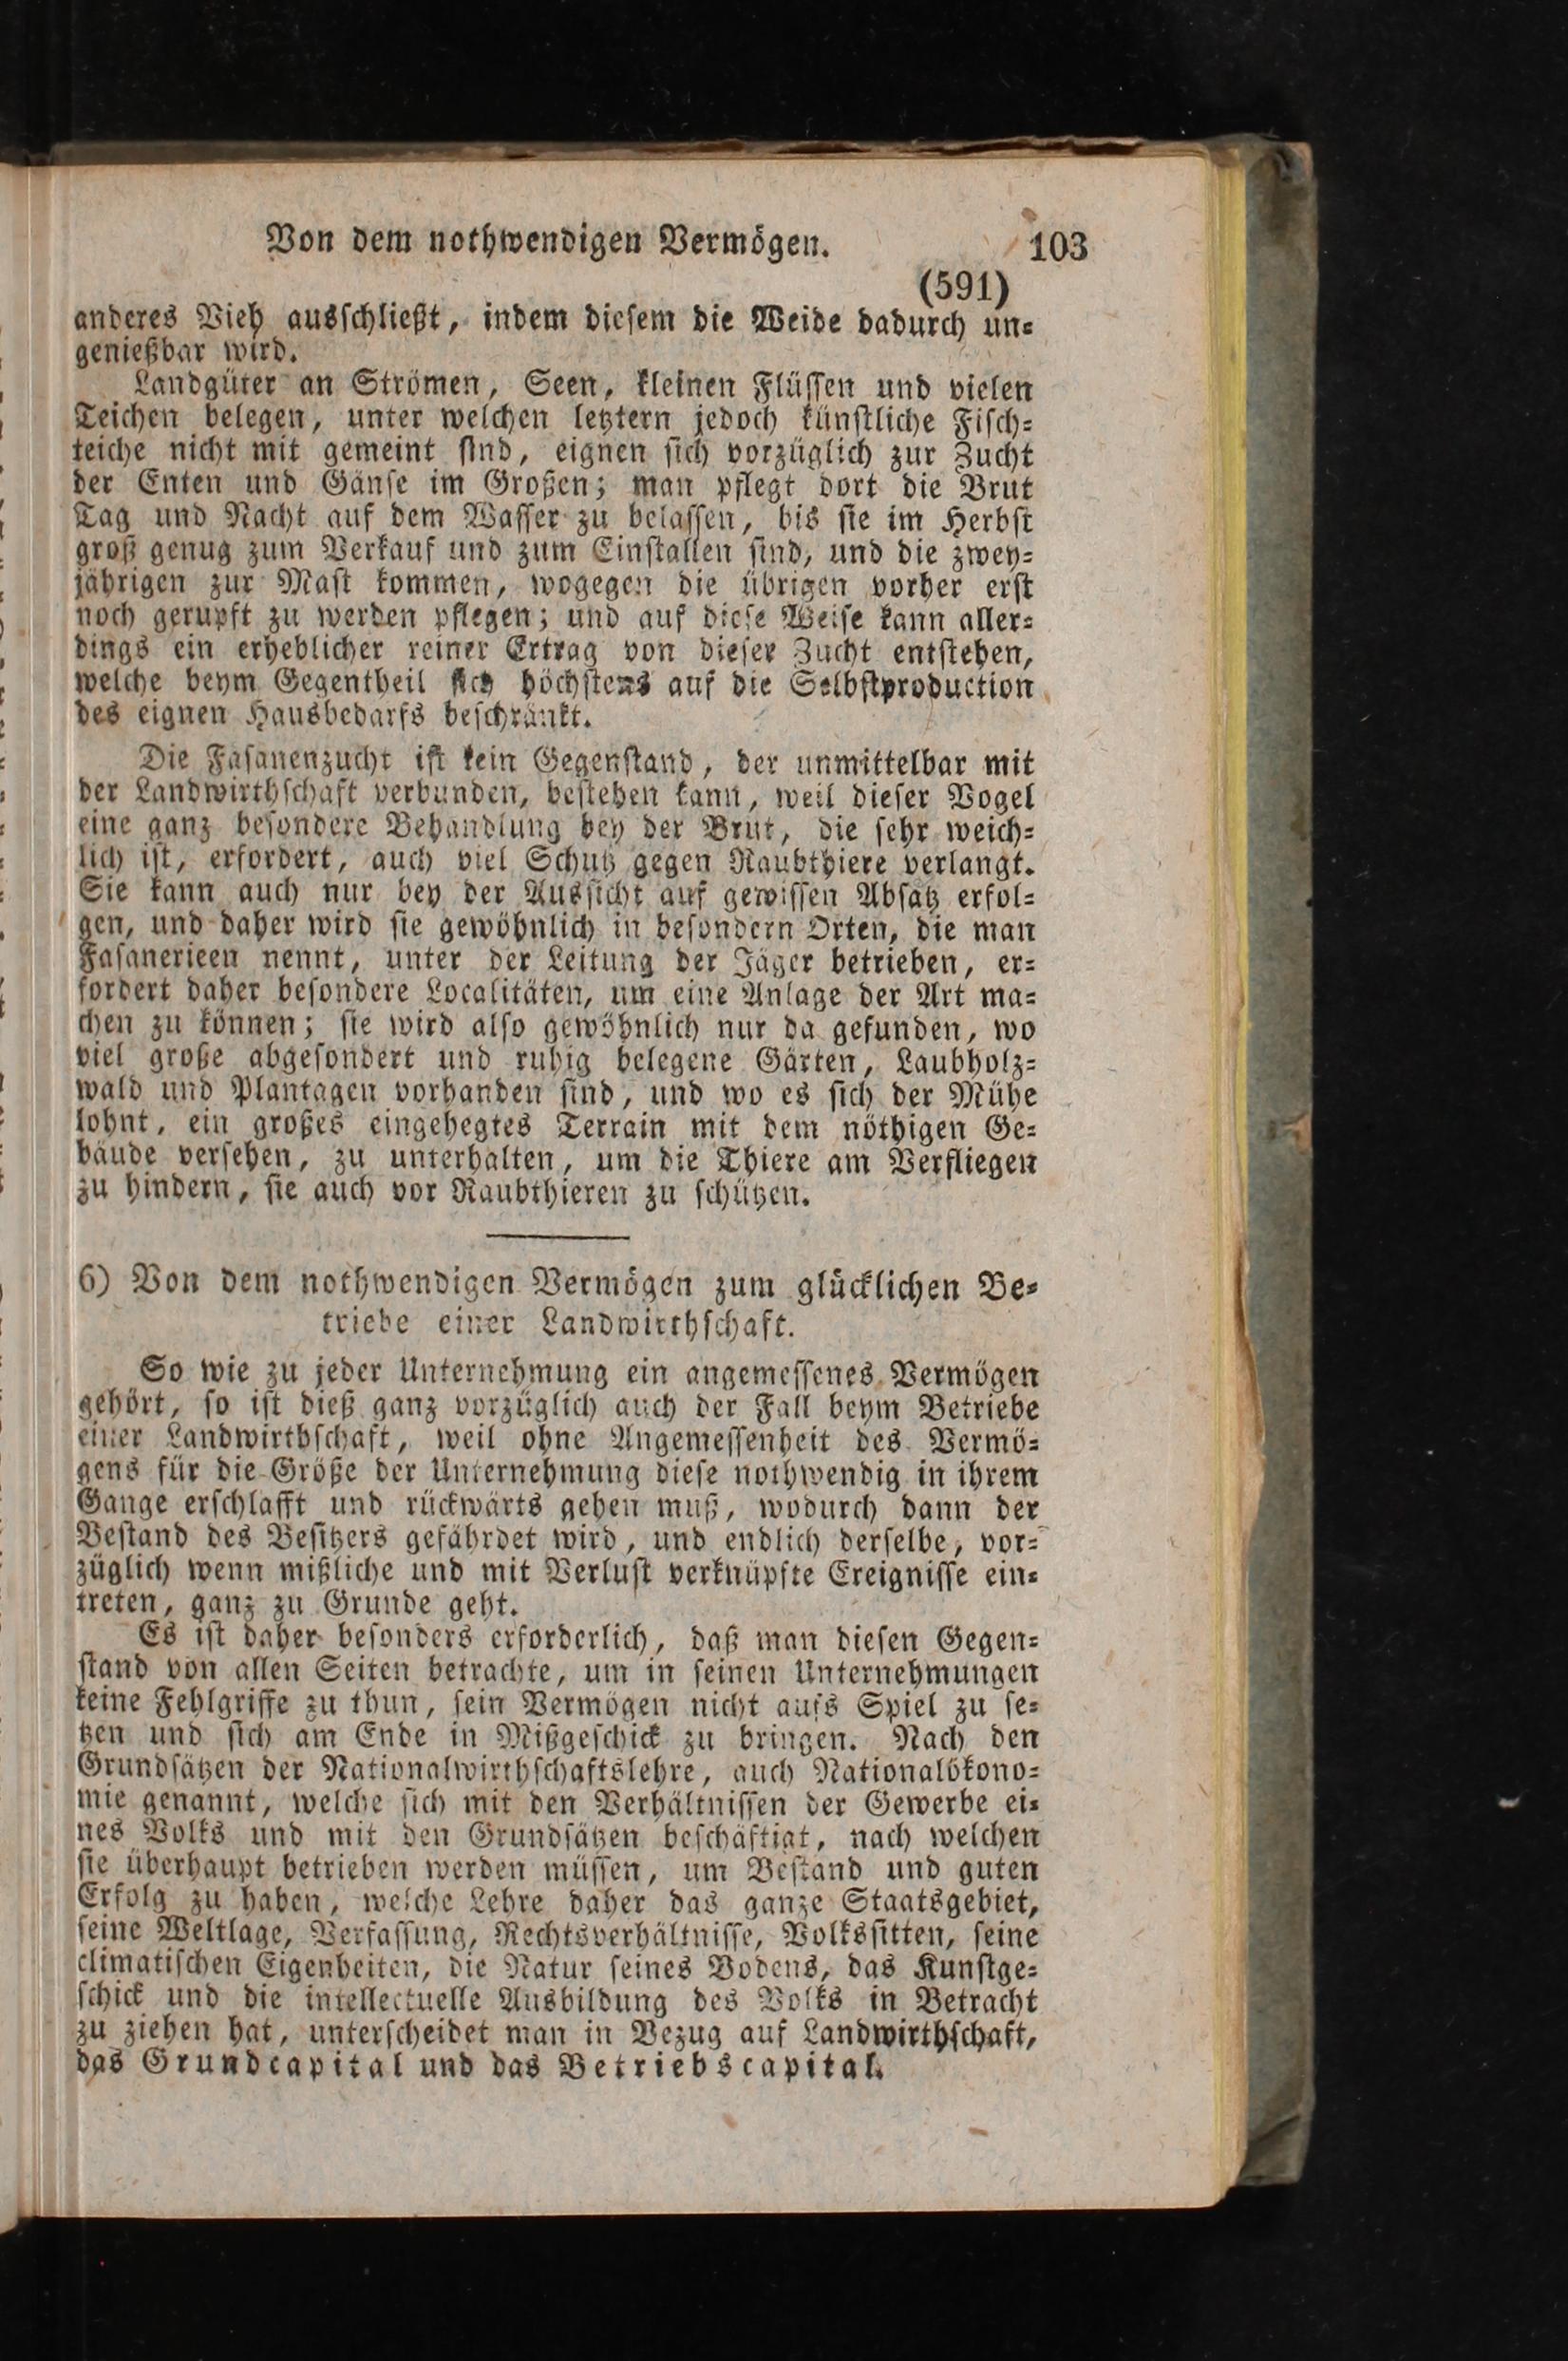 Von dem nothwendigen Vermögen. 103
(591)
anderes Vieh ausſchließt, indem dieſem die Weide dadurch un⸗
genießbar wird.
Landgüter an Strömen, Seen, kleinen Flüſſen und vielen
Teichen belegen, unter welchen letztern jedoch künſtliche Fiſch⸗
teiche nicht mit gemeint ſind, eignen ſich vorzüglich zur Zucht
der Enten und Gänſe im Großen; man pflegt dort die Brut
Tag und Nacht auf dem Waſſer zu belaſſen, bis ſie im Herbſt
groß genug zum Verkauf und zum Einſtallen ſind, und die zwey⸗
jährigen zur Maſt kommen, wogegen die übrigen vorher erſt
noch gerupft zu werden pflegen; und auf dieſe Weiſe kann aller⸗
dings ein erheblicher reiner Ertrag von dieſer Zucht entſtehen,
welche beym Gegentheil ſich höchſtens auf die Selbſtproduction
des eignen Hausbedarfs beſchränkt.
Die Faſanenzucht iſt kein Gegenſtand, der unmittelbar mit
der Landwirthſchaft verbunden, beſtehen kann, weil dieſer Vogel
eine ganz beſondere Behandlung bey der Brut, die ſehr weich⸗
lich iſt, erfordert, auch viel Schutz gegen Raubthiere verlangt.
Sie kann auch nur bey der Ausſicht auf gewiſſen Abſatz erfol⸗
gen, und daher wird ſie gewöhnlich in beſondern Orten, die man
Faſanerieen nennt, unter der Leitung der Jäger betrieben, er⸗
fordert daher beſondere Localitäten, um eine Anlage der Art ma⸗
chen zu können; ſie wird alſo gewöhnlich nur da gefunden, wo
viel große abgeſondert und ruhig belegene Gärten, Laubholz⸗
wald und Plantagen vorhanden ſind, und wo es ſich der Mühe
lohnt, ein großes eingehegtes Terrain mit dem nöthigen Ge⸗
bäude verſehen, zu unterhalten, um die Thiere am Verfliegen
zu hindern, ſie auch vor Raubthieren zu ſchützen.
6) Von dem nothwendigen Vermögen zum glücklichen Be⸗
triebe einer Landwirthſchaft.
So wie zu jeder Unternehmung ein angemeſſenes Vermögen
gehört, ſo iſt dieß ganz vorzüglich auch der Fall beym Betriebe
einer Landwirthſchaft, weil ohne Angemeſſenheit des Vermö⸗
gens für die Größe der Unternehmung dieſe nothwendig in ihrem
Gange erſchlafft und rückwärts gehen muß, wodurch dann der
Beſtand des Beſitzers gefährdet wird, und endlich derſelbe, vor⸗
züglich wenn mißliche und mit Verluſt verknüpfte Ereigniſſe ein⸗
treten, ganz zu Grunde geht.
Es iſt daher beſonders erforderlich, daß man dieſen Gegen⸗
ſtand von allen Seiten betrachte, um in ſeinen Unternehmungen
keine Fehlgriffe zu thun, ſein Vermögen nicht aufs Spiel zu ſe⸗
tzen und ſich am Ende in Mißgeſchick zu bringen. Nach den
Grundſätzen der Nationalwirthſchaftslehre, auch Nationalökono⸗
mie genannt, welche ſich mit den Verhältniſſen der Gewerbe ei⸗
nes Volks und mit den Grundſätzen beſchäftigt, nach welchen
ſie überhaupt betrieben werden müſſen, um Beſtand und guten
Erfolg zu haben, welche Lehre daher das ganze Staatsgebiet,
ſeine Weltlage, Verfaſſung, Rechtsverhältniſſe, Volksſitten, ſeine
climatiſchen Eigenheiten, die Natur ſeines Bodens, das Kunſtge⸗
ſchick und die intellectuelle Ausbildung des Volks in Betracht
zu ziehen hat, unterſcheidet man in Bezug auf Landwirthſchaft,
das Grundcapital und das Betriebscapital.